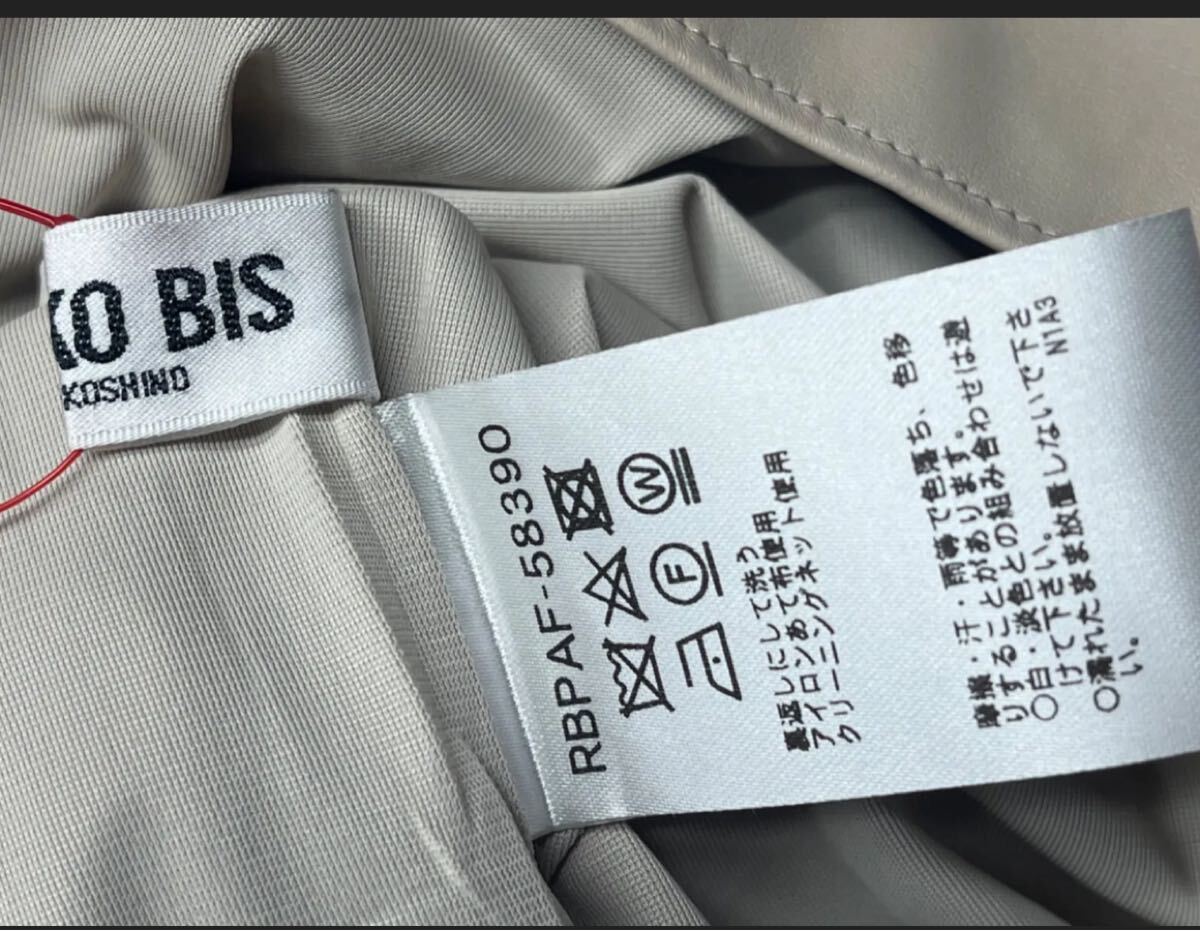 KO BIS
KOSHINO
RBPAF-58390
F W
裏返しにして洗う
アイロンあて布使用
クリーニングネット使用
摩擦・汗・雨等で色落ち、色移
りすることがあります。
○白・淡色との組み合わせは避
けて下さい。
○濡れたまま放置しないで下さ
い。
N1A3